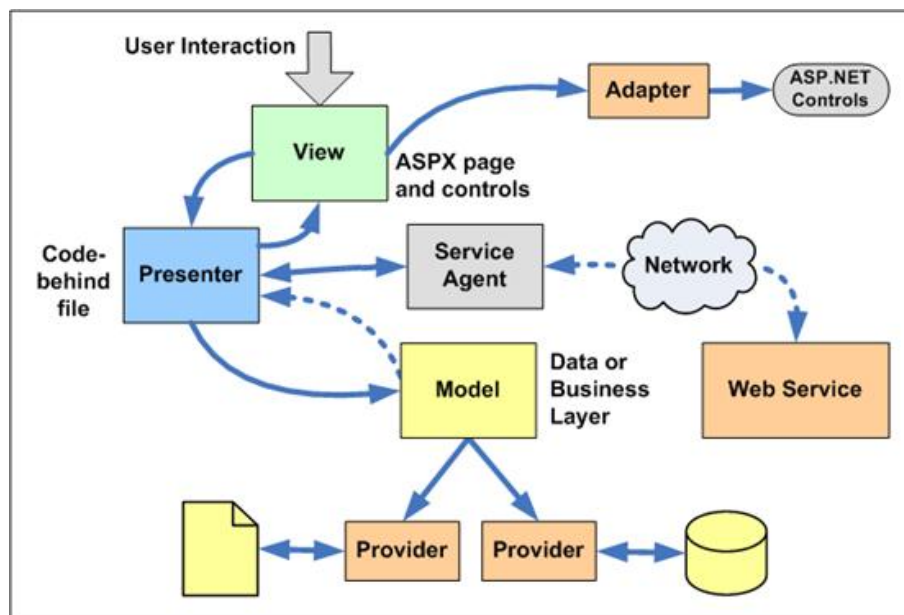 User Interaction
View
ASPX page
and controls
Adapter
ASP.NET
Controls
Code-
behind
file
Presenter
Service
Agent
Network
Model
Data or
Business
Layer
Web Service
Provider
Provider